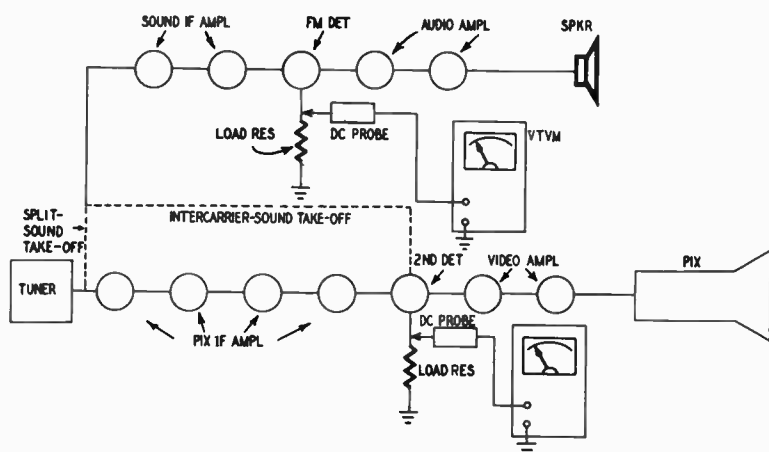 SOUND IF AMPL
FM DET
AUDIO AMPL
SPKR
LOAD RES
DC PROBE
VTVM
SPLIT-
SOUND
TAKE-OFF
INTERCARRIER-SOUND TAKE-OFF
TUNER
2ND DET
VIDEO AMPL
PIX
PIX IF AMPL
DC PROBE
LOAD RES